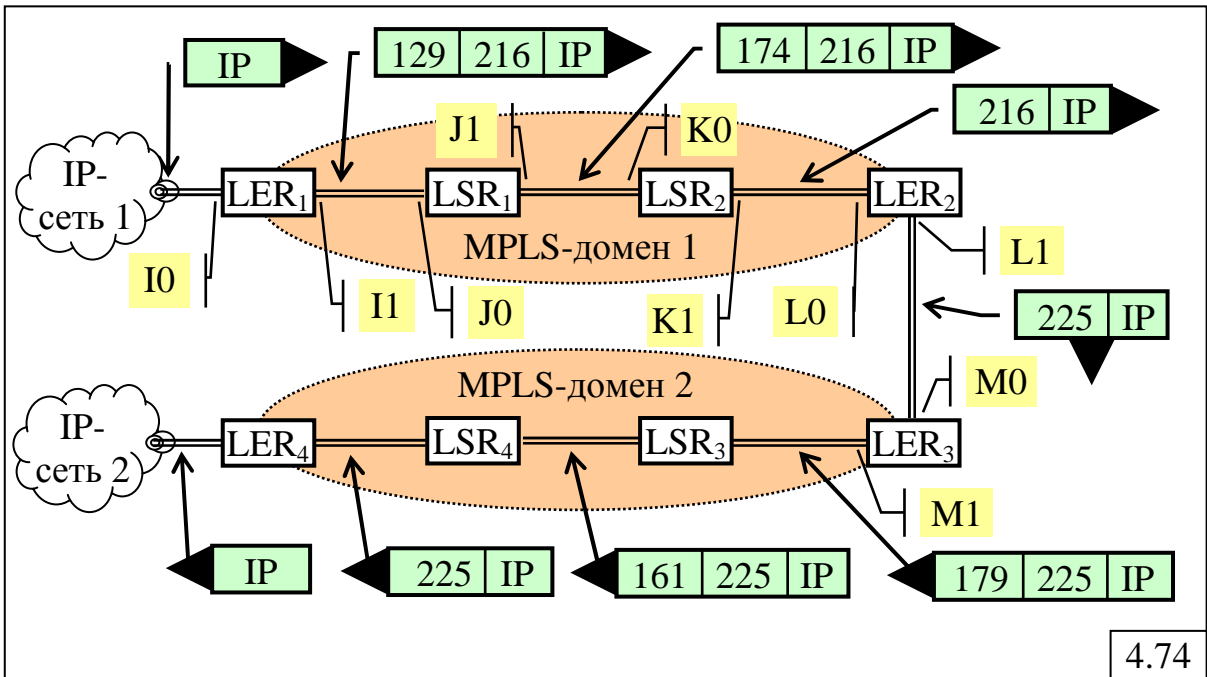 IP
129 216 IP
174 216 IP
216 IP
J1
K0
IP-
сеть 1
LER1
LSR1
LSR2
LER2
MPLS-домен 1
I0
I1
J0
K1
L0
L1
225 IP
MPLS-домен 2
M0
IP-
сеть 2
LER4
LSR4
LSR3
LER3
M1
IP
225 IP
161 225 IP
179 225 IP
4.74